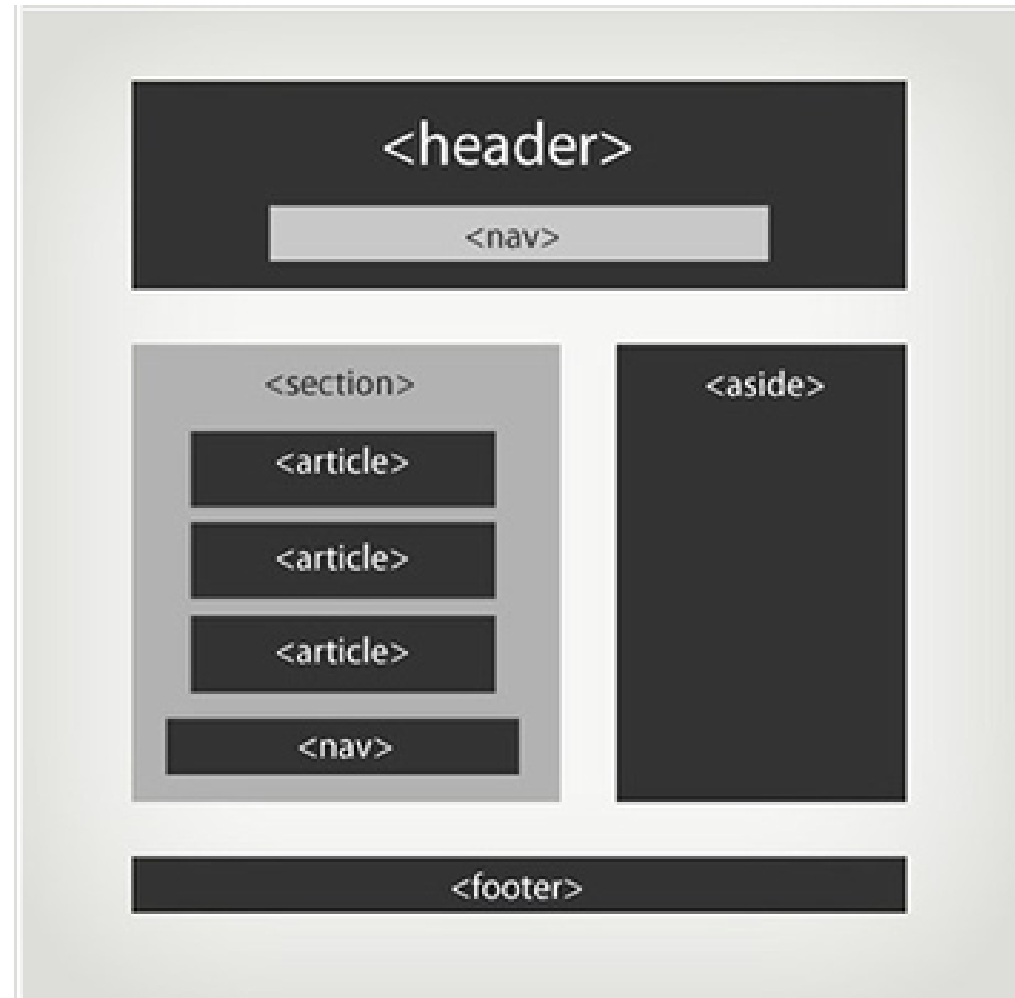 <header>
<nav>
<section>
<article>
<article>
<article>
<nav>
<aside>
<footer>